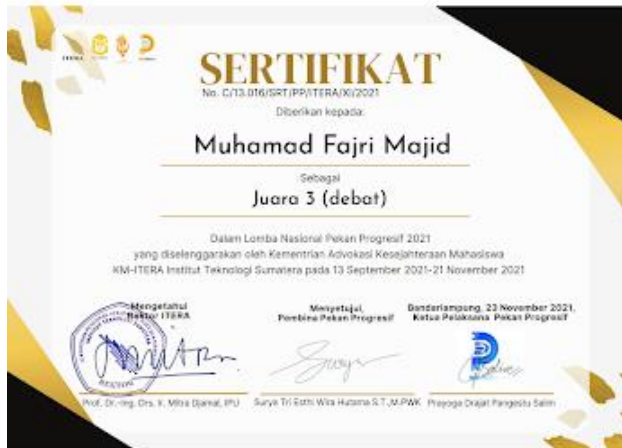 ITERA
SERTIFIKAT
No. C/13.016/SRT/PP/ITERA/XI/2021
Diberikan kepada:
Muhamad Fajri Majid
Sebagai
Juara 3 (debat)
Dalam Lomba Nasional Pekan Progresif 2021
yang diselenggarakan oleh Kementrian Advokasi Kesejahteraan Mahasiswa
KM-ITERA Institut Teknologi Sumatera pada 13 September 2021-21 November 2021
Mengetahui
Rektor ITERA
Menyetujui,
Pembina Pekan Progresif
Bandarlampung, 23 November 2021,
Ketua Pelaksana Pekan Progresif
REKTOR
Prof. Dr.-Ing. Drs. Ir. Mitra Djamal, IPU
Surya Tri Esthi Wira Hutama S.T.,M.PWK
Prayoga Drajat Pangestu Salim